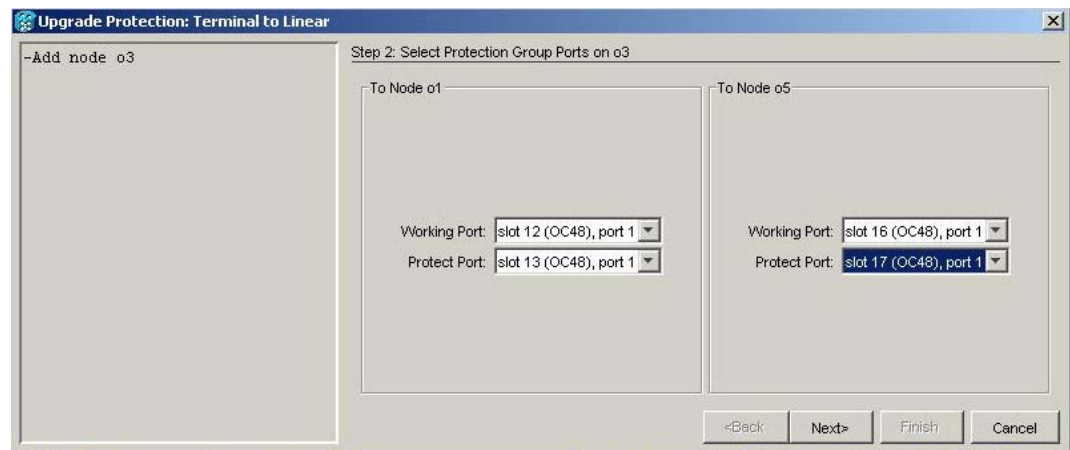 Upgrade Protection: Terminal to Linear
-Add node o3
Step 2: Select Protection Group Ports on o3
To Node o1
Working Port: slot 12 (OC48), port 1
Protect Port: slot 13 (OC48), port 1
To Node o5
Working Port: slot 16 (OC48), port 1
Protect Port: slot 17 (OC48), port 1
<Back Next> Finish Cancel